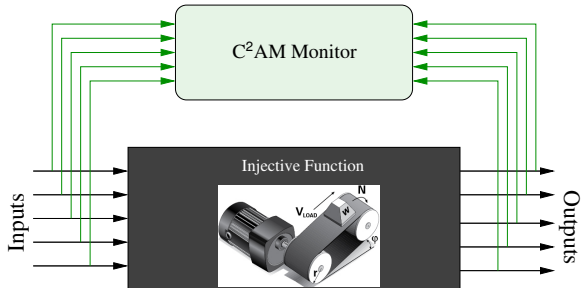 C²AM Monitor
Injective Function
Inputs
Outputs
N
V_LOAD
W
φ
r